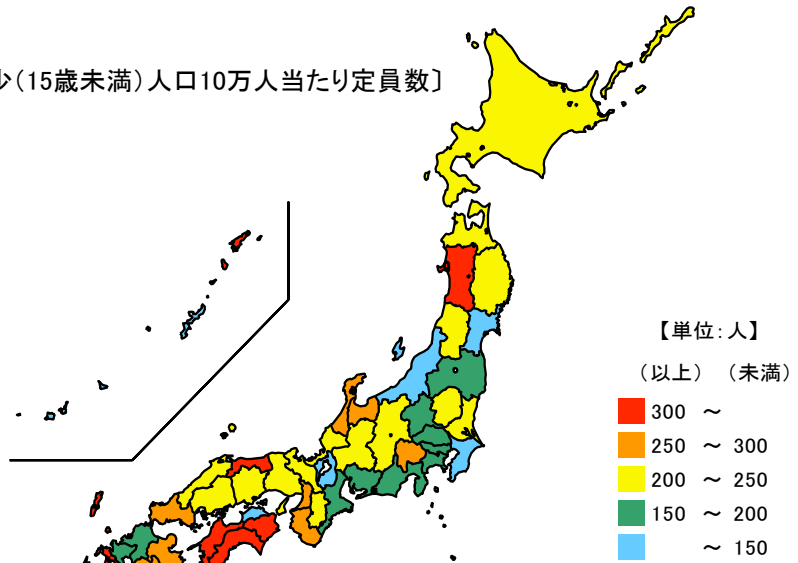 少(15歳未満)人口10万人当たり定員数〕
【単位:人】
(以上) (未満)
300 ～
250 ～ 300
200 ～ 250
150 ～ 200
～ 150